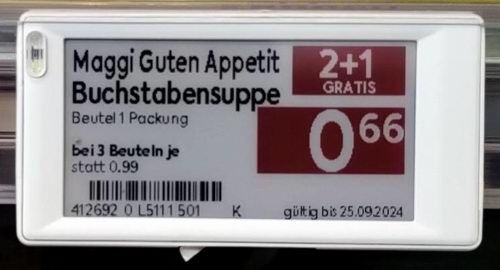 Maggi Guten Appetit
Buchstabensuppe
Beutel 1 Packung
2+1
GRATIS
0 66
bei 3 Beuteln je
statt 0.99
412692 0 L5111 501 K
gültig bis 25.09.2024